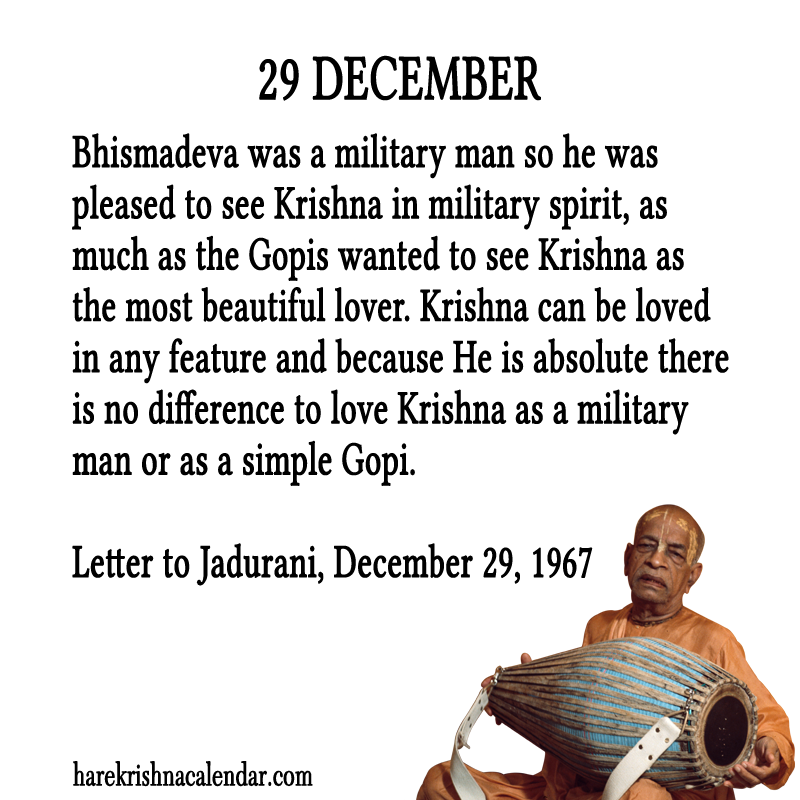 29 DECEMBER
Bhismadeva was a military man so he was
pleased to see Krishna in military spirit, as
much as the Gopis wanted to see Krishna as
the most beautiful lover. Krishna can be loved
in any feature and because He is absolute there
is no difference to love Krishna as a military
man or as a simple Gopi.
Letter to Jadurani, December 29, 1967
harekrishnacalendar.com